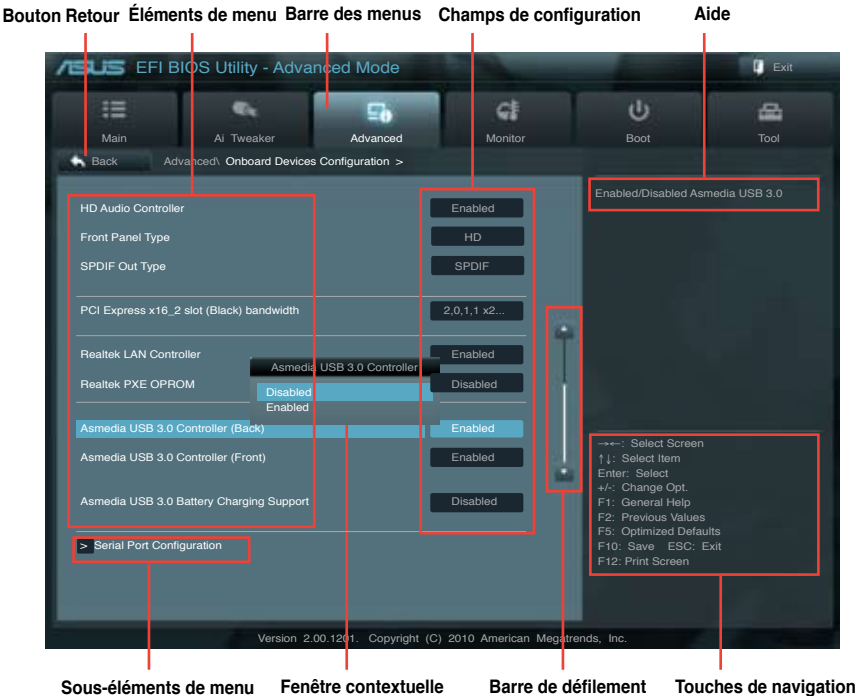 Bouton Retour Éléments de menu Barre des menus Champs de configuration Aide
ASUS EFI BIOS Utility - Advanced Mode Exit
Main Ai Tweaker Advanced Monitor Boot Tool
Back Advanced\ Onboard Devices Configuration >
Enabled/Disabled Asmedia USB 3.0
HD Audio Controller Enabled
Front Panel Type HD
SPDIF Out Type SPDIF
PCI Express x16_2 slot (Black) bandwidth 2,0,1,1 x2...
Realtek LAN Controller Enabled
Asmedia USB 3.0 Controller
Realtek PXE OPROM Disabled
Disabled
Enabled
Asmedia USB 3.0 Controller (Back) Enabled
Asmedia USB 3.0 Controller (Front) Enabled
Asmedia USB 3.0 Battery Charging Support Disabled
> Serial Port Configuration
→←: Select Screen
↑↓: Select Item
Enter: Select
+/-: Change Opt.
F1: General Help
F2: Previous Values
F5: Optimized Defaults
F10: Save ESC: Exit
F12: Print Screen
Version 2.00.1201. Copyright (C) 2010 American Megatrends, Inc.
Sous-éléments de menu Fenêtre contextuelle Barre de défilement Touches de navigation